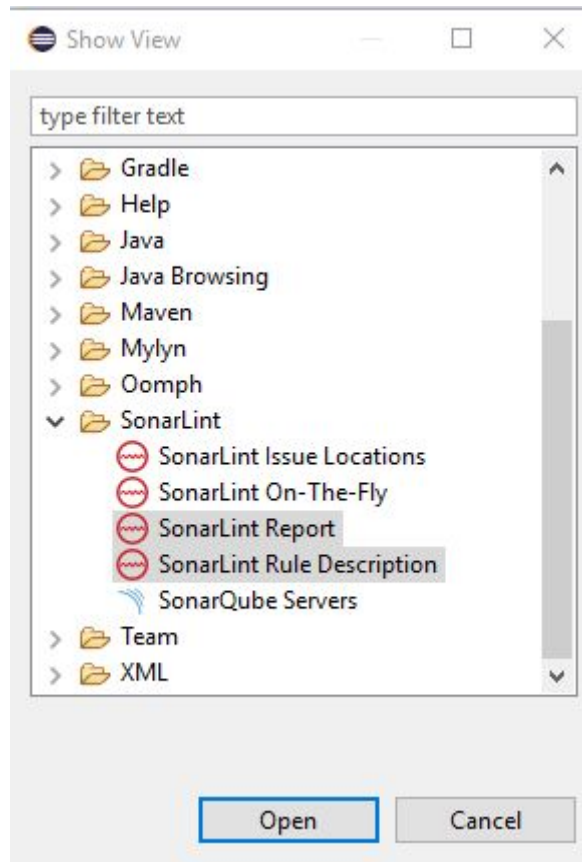 Show View
type filter text
Gradle
Help
Java
Java Browsing
Maven
Mylyn
Oomph
SonarLint
SonarLint Issue Locations
SonarLint On-The-Fly
SonarLint Report
SonarLint Rule Description
SonarQube Servers
Team
XML
Open Cancel